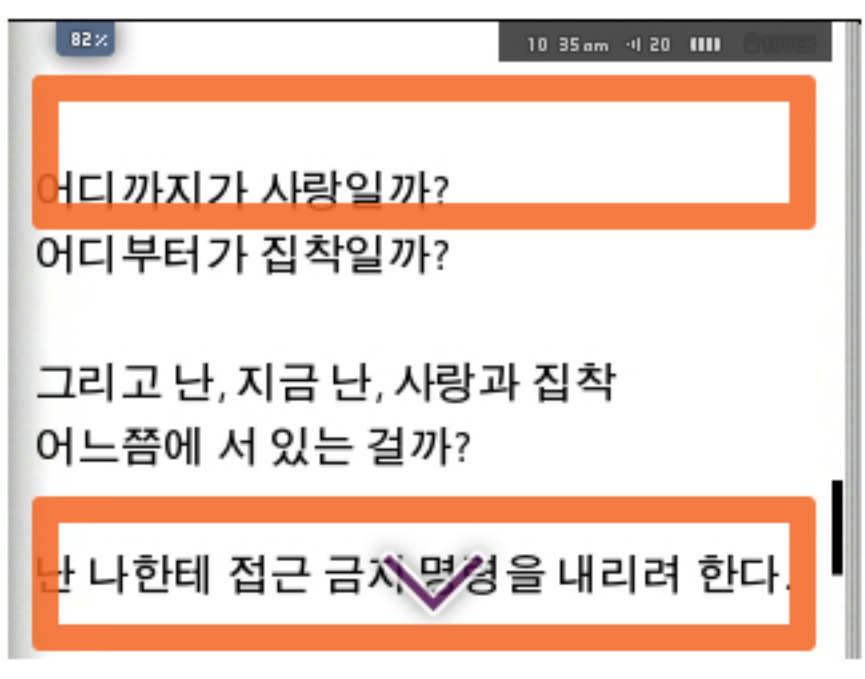 82%
10 35am 20
어디까지가 사랑일까?
어디부터가 집착일까?
그리고 난, 지금 난, 사랑과 집착
어느쯤에 서 있는 걸까?
난 나한테 접근 금지 명령을 내리려 한다.